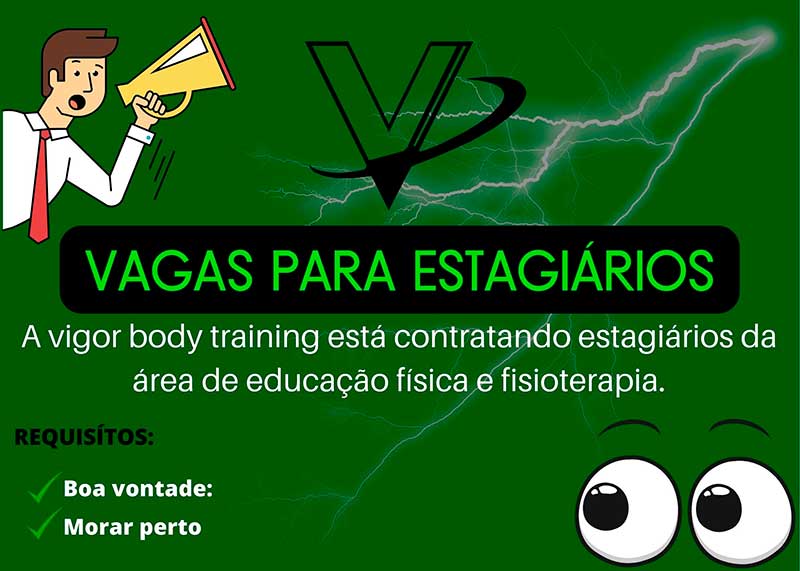 V
VAGAS PARA ESTAGIÁRIOS
A vigor body training está contratando estagiários da
área de educação física e fisioterapia.
REQUISÍTOS:
Boa vontade:
Morar perto